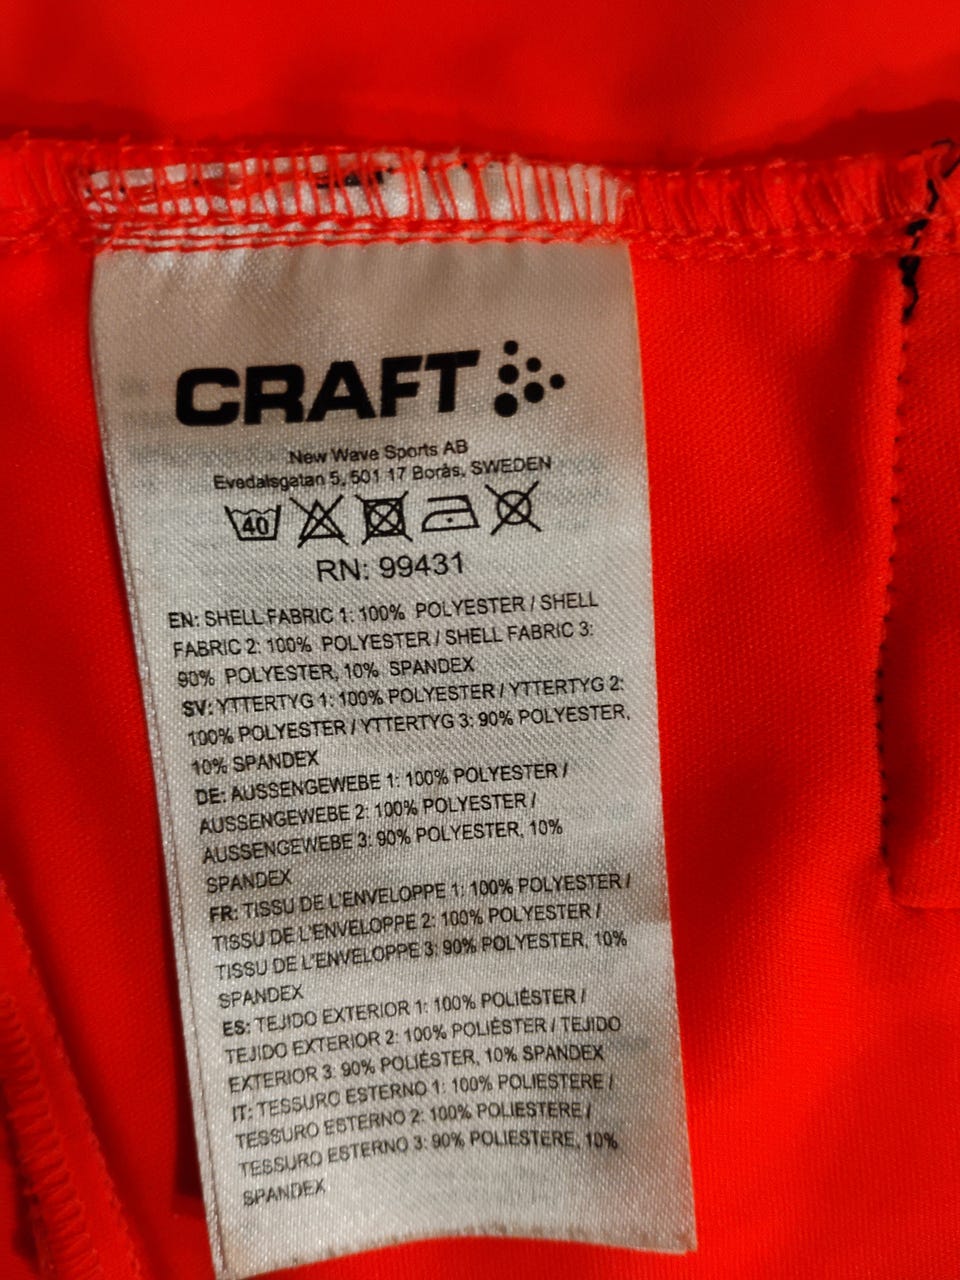 CRAFT
New Wave Sports AB
Evedalsgatan 5, 501 17 Borås, SWEDEN
40
RN: 99431
EN: SHELL FABRIC 1: 100% POLYESTER / SHELL
FABRIC 2: 100% POLYESTER / SHELL FABRIC 3:
90% POLYESTER, 10% SPANDEX
SV: YTTERTYG 1: 100% POLYESTER / YTTERTYG 2:
100% POLYESTER / YTTERTYG 3: 90% POLYESTER,
10% SPANDEX
DE: AUSSENGEWEBE 1: 100% POLYESTER /
AUSSENGEWEBE 2: 100% POLYESTER /
AUSSENGEWEBE 3: 90% POLYESTER, 10%
SPANDEX
FR: TISSU DE L'ENVELOPPE 1: 100% POLYESTER /
TISSU DE L'ENVELOPPE 2: 100% POLYESTER /
TISSU DE L'ENVELOPPE 3: 90% POLYESTER, 10%
SPANDEX
ES: TEJIDO EXTERIOR 1: 100% POLIÉSTER /
TEJIDO EXTERIOR 2: 100% POLIÉSTER / TEJIDO
EXTERIOR 3: 90% POLIÉSTER, 10% SPANDEX
IT: TESSURO ESTERNO 1: 100% POLIESTERE /
TESSURO ESTERNO 2: 100% POLIESTERE /
TESSURO ESTERNO 3: 90% POLIESTERE, 10%
SPANDEX